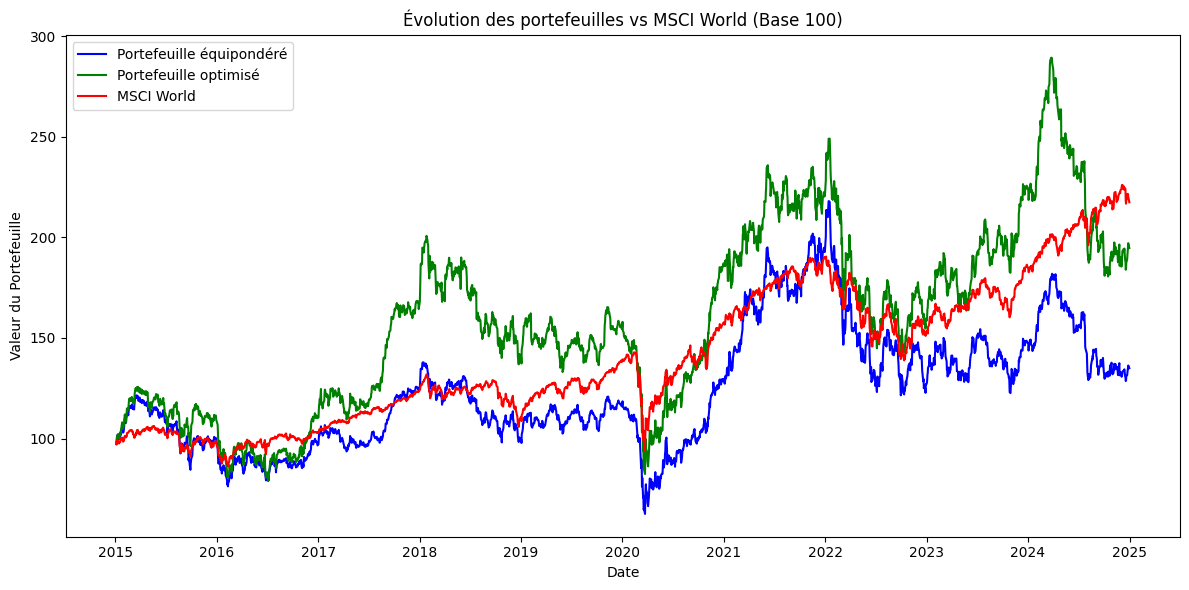 Évolution des portefeuilles vs MSCI World (Base 100)
Portefeuille équipondéré
Portefeuille optimisé
MSCI World
Valeur du Portefeuille
300
250
200
150
100
2015 2016 2017 2018 2019 2020 2021 2022 2023 2024 2025
Date